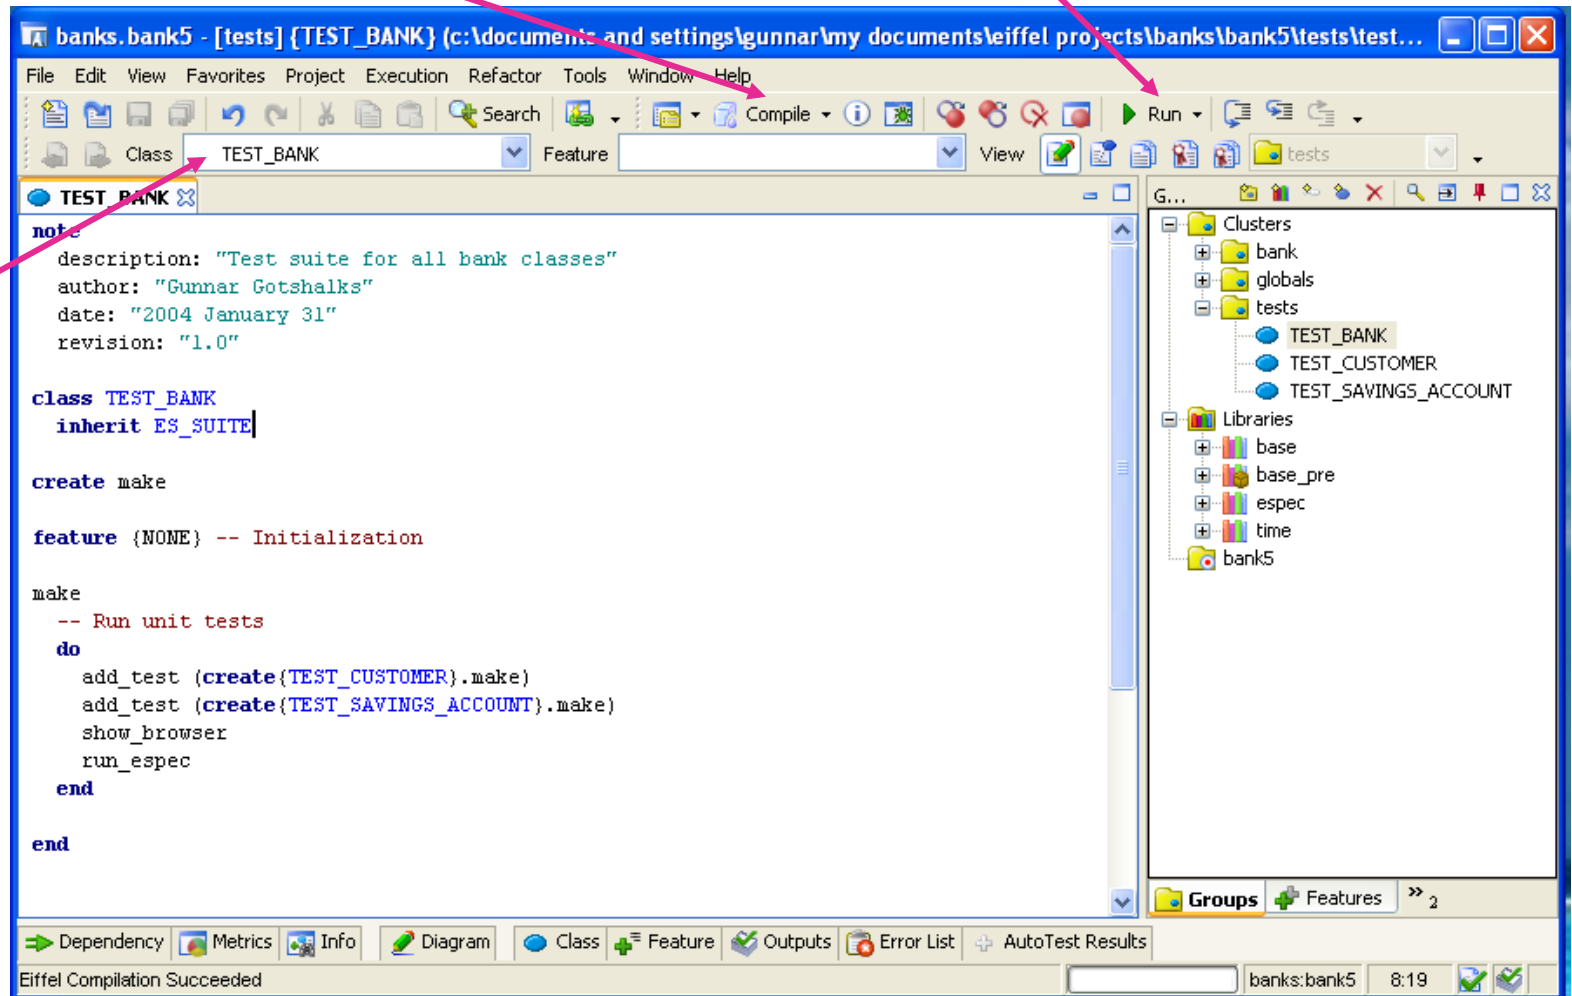 banks.bank5 - [tests] {TEST_BANK} (c:\documents and settings\gunnar\my documents\eiffel projects\banks\bank5\tests\test...
File Edit View Favorites Project Execution Refactor Tools Window Help
Search Compile Run
Class TEST_BANK Feature View tests
TEST_BANK
note
description: "Test suite for all bank classes"
author: "Gunnar Gotshalks"
date: "2004 January 31"
revision: "1.0"
class TEST_BANK
inherit ES_SUITE
create make
feature {NONE} -- Initialization
make
-- Run unit tests
do
add_test (create{TEST_CUSTOMER}.make)
add_test (create{TEST_SAVINGS_ACCOUNT}.make)
show_browser
run_espec
end
end
G...
Clusters
bank
globals
tests
TEST_BANK
TEST_CUSTOMER
TEST_SAVINGS_ACCOUNT
Libraries
base
base_pre
espec
time
bank5
Groups Features » 2
Dependency Metrics Info Diagram Class Feature Outputs Error List AutoTest Results
Eiffel Compilation Succeeded banks:bank5 8:19